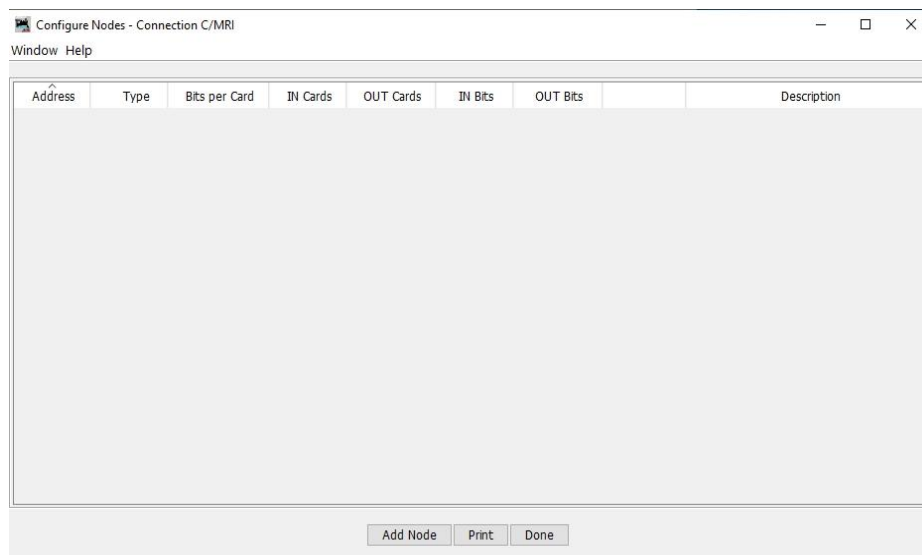 Configure Nodes - Connection C/MRI
Window Help
Address Type Bits per Card IN Cards OUT Cards IN Bits OUT Bits Description
Add Node Print Done